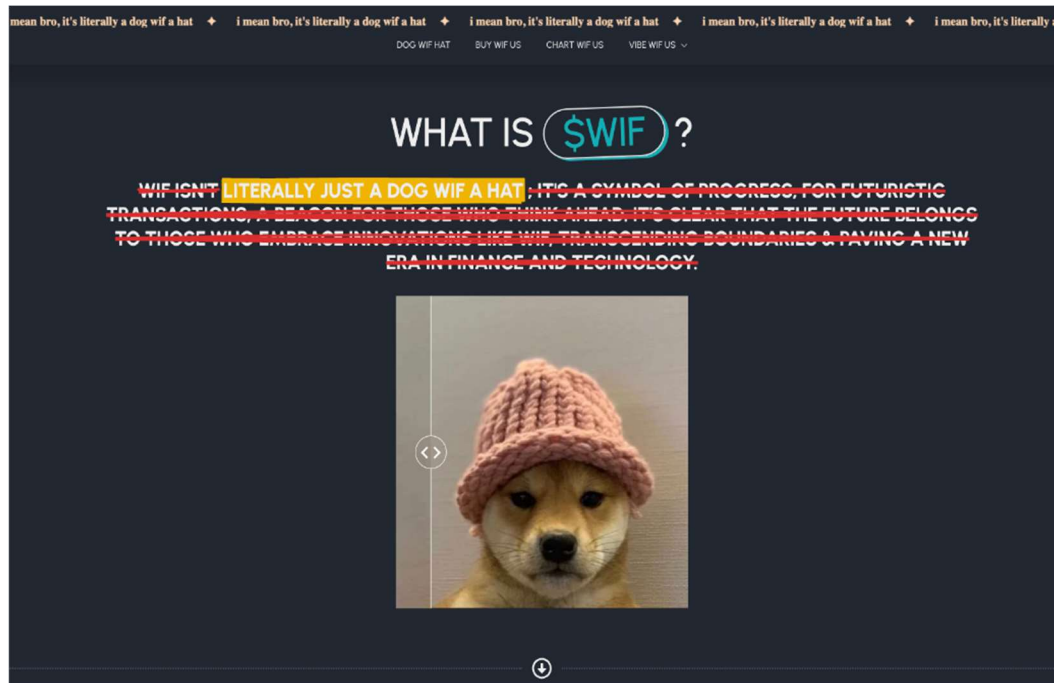 mean bro, it's literally a dog wif a hat ✦ i mean bro, it's literally a dog wif a hat ✦ i mean bro, it's literally a dog wif a hat ✦ i mean bro, it's literally a dog wif a hat ✦ i mean bro, it's literally
DOG WIF HAT BUY WIF US CHART WIF US VIBE WIF US
WHAT IS $WIF ?
WIF ISN'T LITERALLY JUST A DOG WIF A HAT ; IT'S A SYMBOL OF PROGRESS, FOR FUTURISTIC
TRANSACTIONS, A BEACON FOR THOSE WHO THINK AHEAD. IT'S CLEAR THAT THE FUTURE BELONGS
TO THOSE WHO EMBRACE INNOVATIONS LIKE WIF, TRANSCENDING BOUNDARIES & PAVING A NEW
ERA IN FINANCE AND TECHNOLOGY.